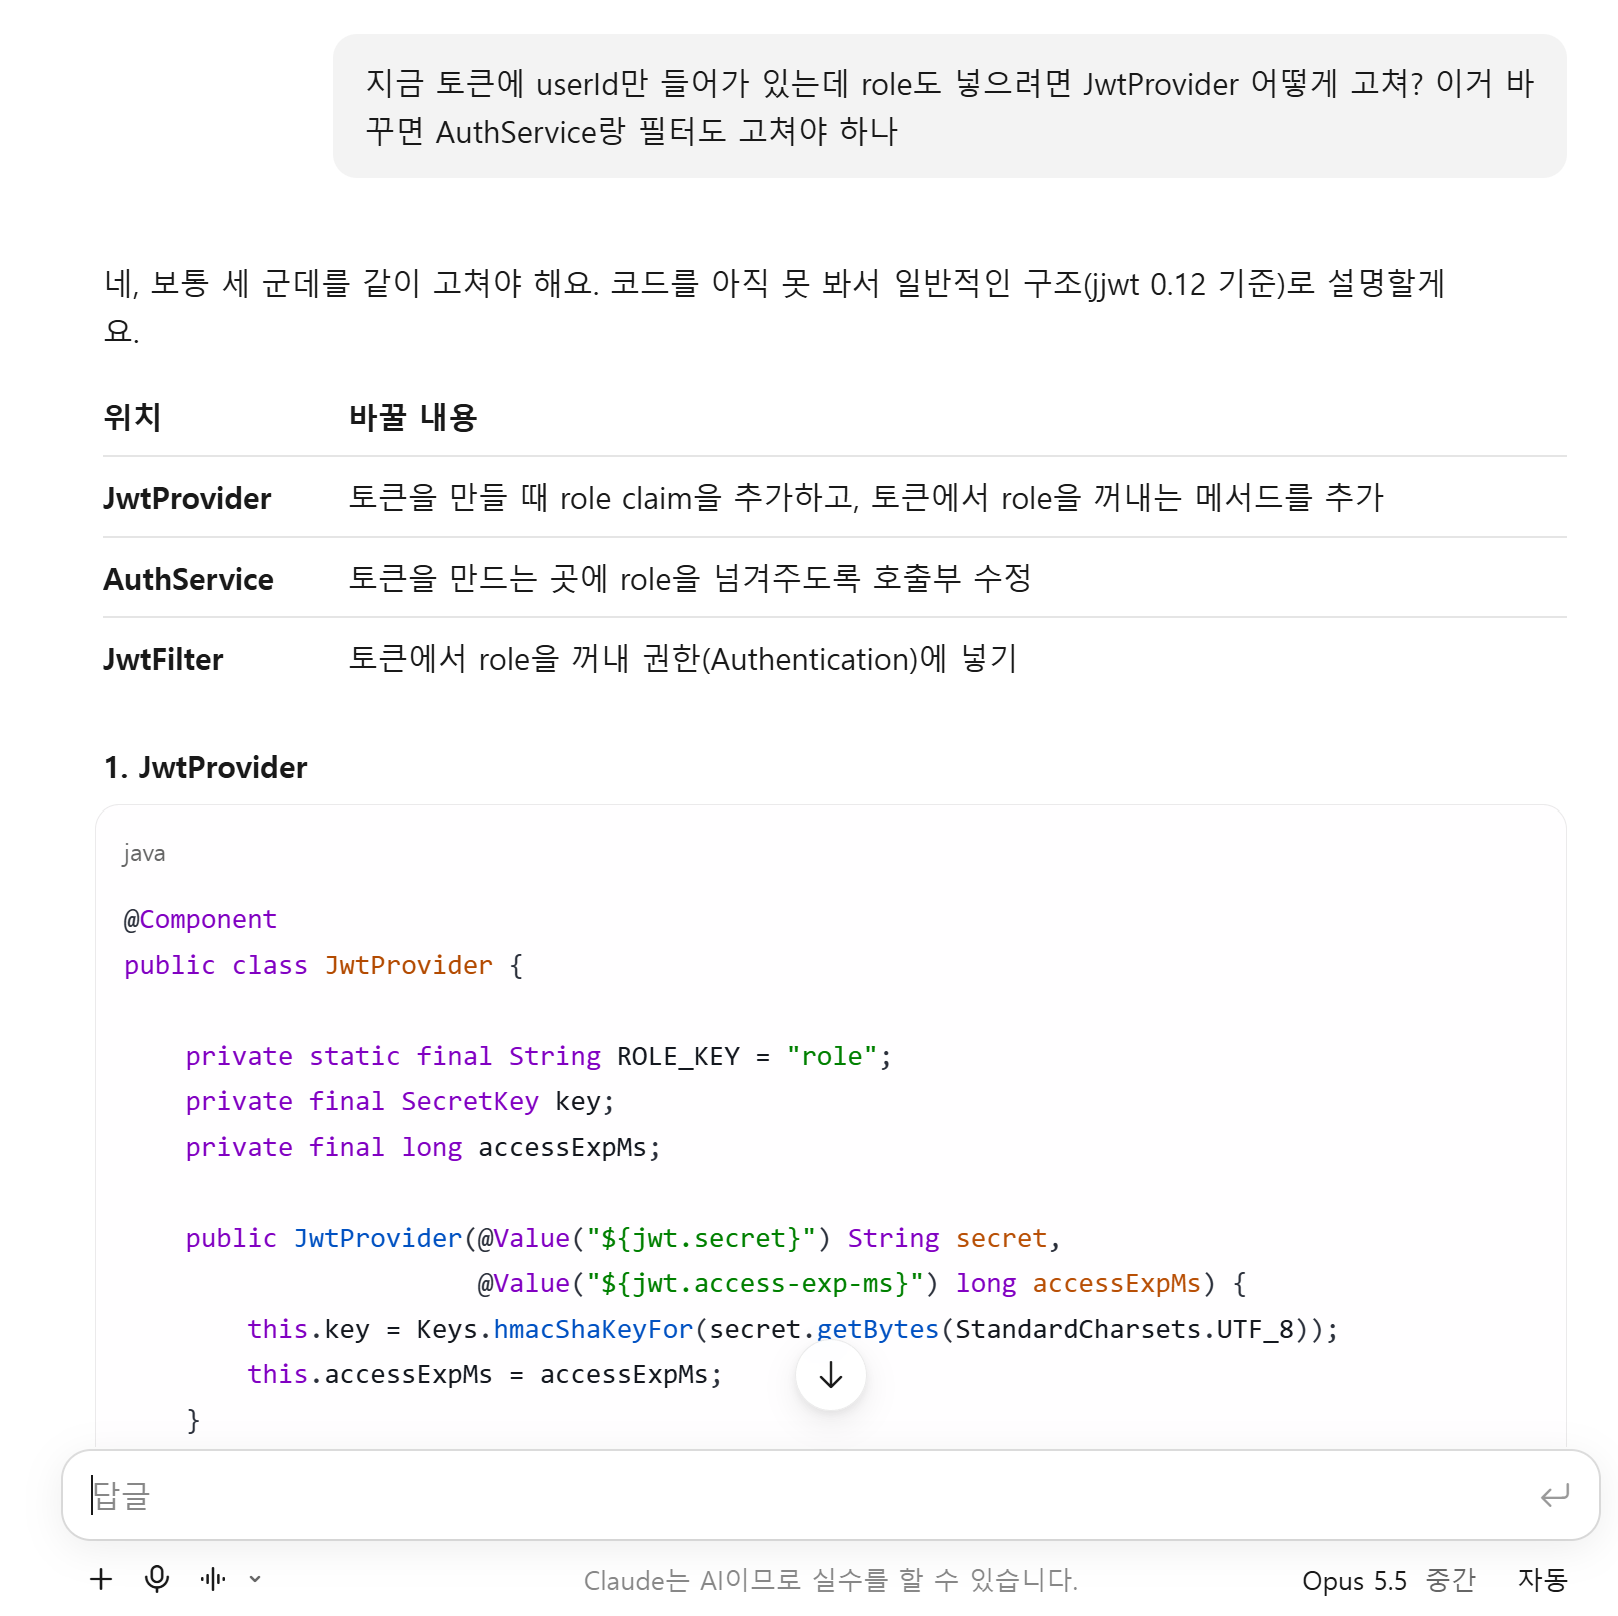 지금 토큰에 userId만 들어가 있는데 role도 넣으려면 JwtProvider 어떻게 고쳐? 이거 바
꾸면 AuthService랑 필터도 고쳐야 하나
네, 보통 세 군데를 같이 고쳐야 해요. 코드를 아직 못 봐서 일반적인 구조(jjwt 0.12 기준)로 설명할게
요.
위치 바꿀 내용
JwtProvider 토큰을 만들 때 role claim을 추가하고, 토큰에서 role을 꺼내는 메서드를 추가
AuthService 토큰을 만드는 곳에 role을 넘겨주도록 호출부 수정
JwtFilter 토큰에서 role을 꺼내 권한(Authentication)에 넣기
1. JwtProvider
java
@Component
public class JwtProvider {
    private static final String ROLE_KEY = "role";
    private final SecretKey key;
    private final long accessExpMs;
    public JwtProvider(@Value("${jwt.secret}") String secret,
                       @Value("${jwt.access-exp-ms}") long accessExpMs) {
        this.key = Keys.hmacShaKeyFor(secret.getBytes(StandardCharsets.UTF_8));
        this.accessExpMs = accessExpMs;
    }
답글
Claude는 AI이므로 실수를 할 수 있습니다.
Opus 5.5 중간 자동